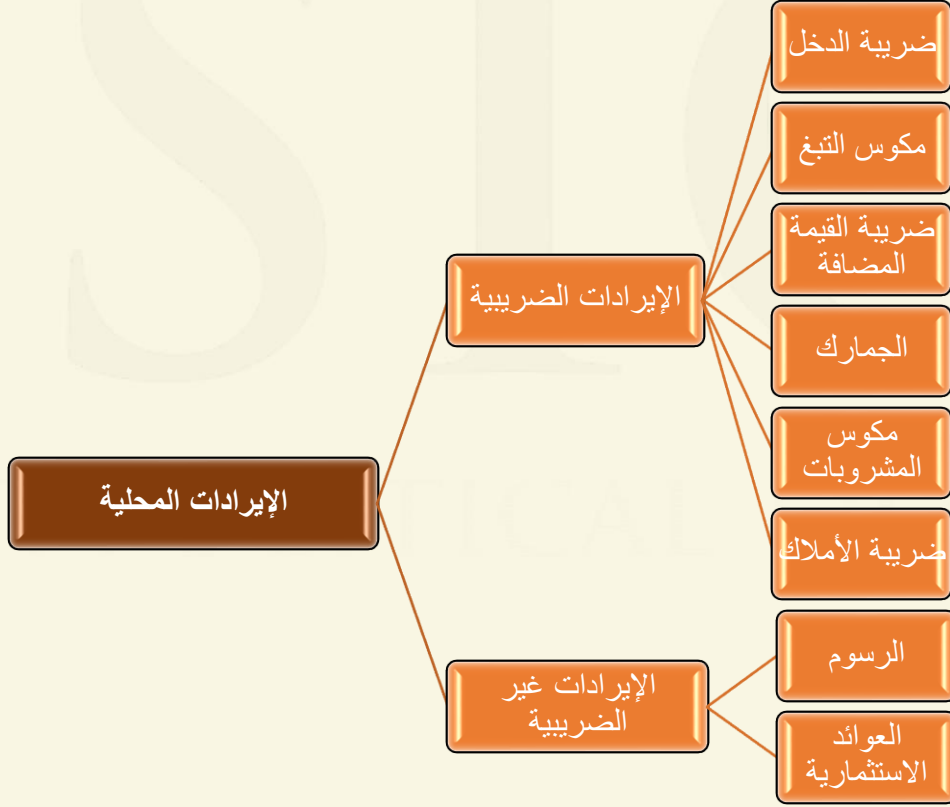 الإيرادات المحلية
الإيرادات الضريبية
ضريبة الدخل
مكوس التبغ
ضريبة القيمة
المضافة
الجمارك
مكوس
المشروبات
ضريبة الأملاك
الإيرادات غير
الضريبية
الرسوم
العوائد
الاستثمارية